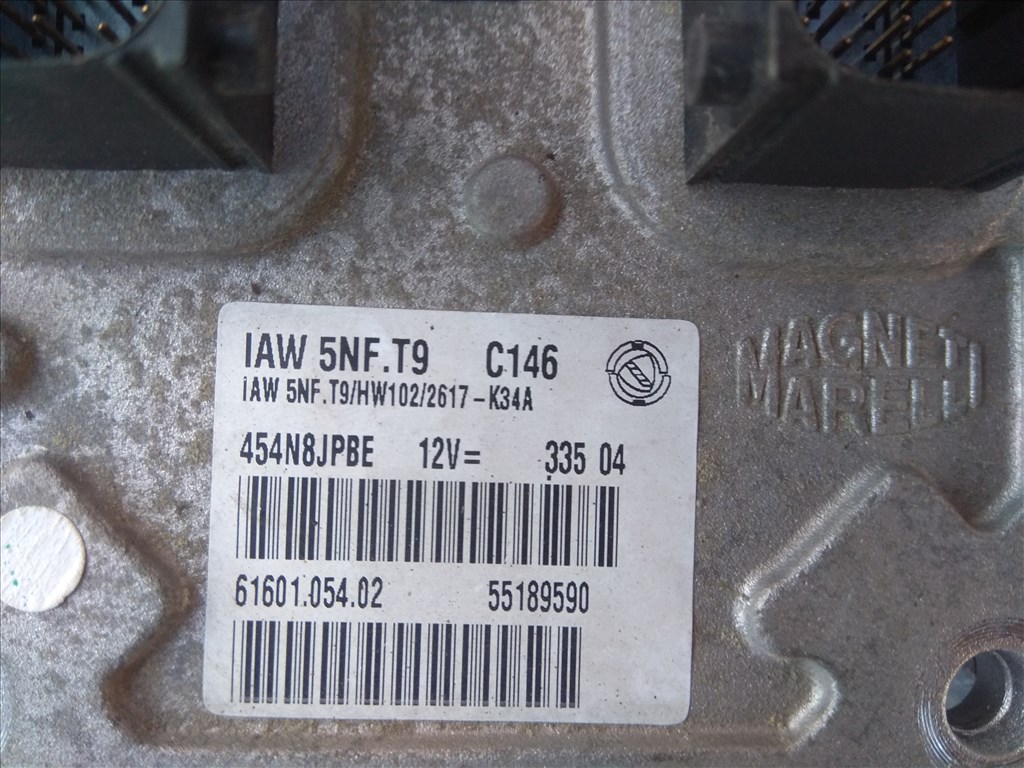 IAW 5NF.T9 C146
IAW 5NF.T9/HW102/2617-K34A
454N8JPBE 12V= 335 04
61601.054.02 55189590
MAGNETI
MARELLI